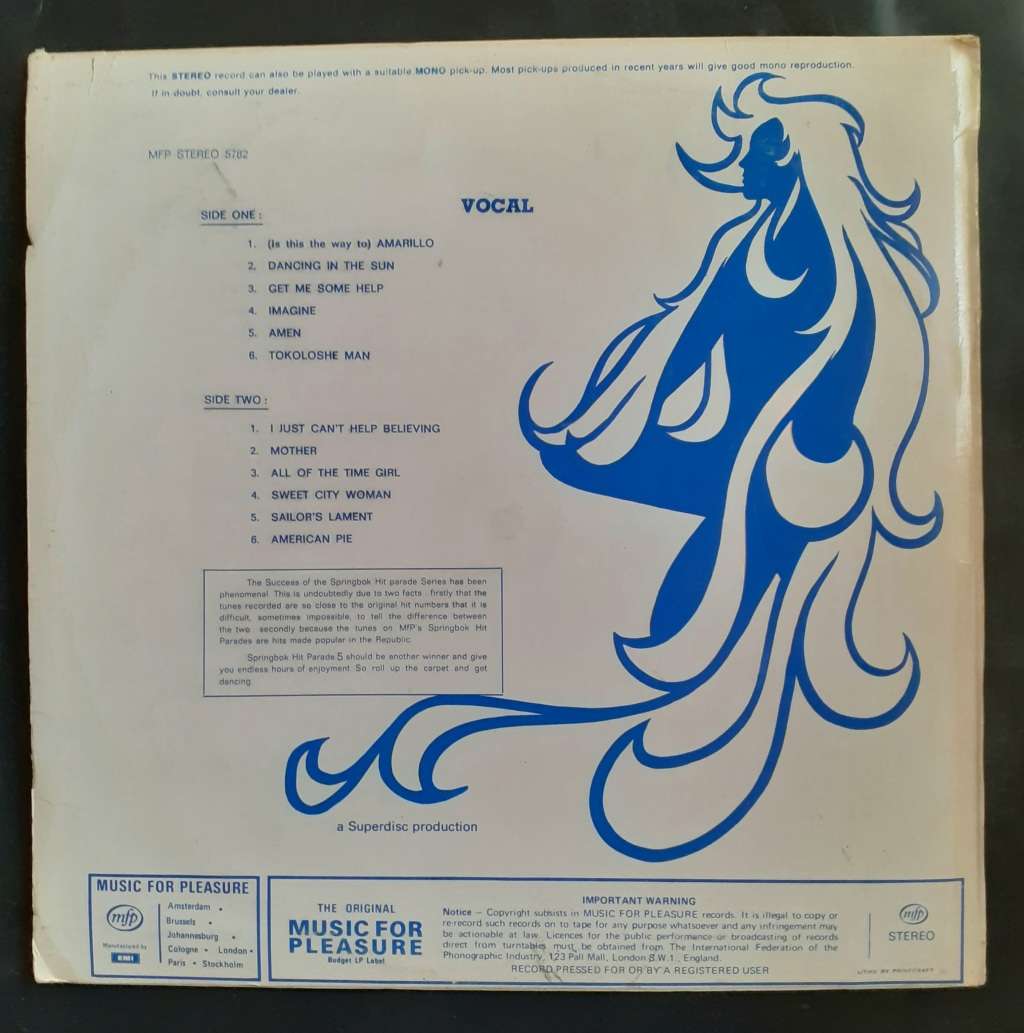 This STEREO record can also be played with a suitable MONO pick-up. Most pick-ups produced in recent years will give good mono reproduction.
If in doubt, consult your dealer.
MFP STEREO 5782
VOCAL
SIDE ONE:
1. (is this the way to) AMARILLO
2. DANCING IN THE SUN
3. GET ME SOME HELP
4. IMAGINE
5. AMEN
6. TOKOLOSHE MAN
SIDE TWO:
1. I JUST CAN'T HELP BELIEVING
2. MOTHER
3. ALL OF THE TIME GIRL
4. SWEET CITY WOMAN
5. SAILOR'S LAMENT
6. AMERICAN PIE
The Success of the Springbok Hit parade Series has been
phenomenal. This is undoubtedly due to two facts . firstly that the
tunes recorded are so close to the original hit numbers that it is
difficult, sometimes impossible, to tell the difference between
the two . secondly because the tunes on MfP's Springbok Hit
Parades are hits made popular in the Republic.
Springbok Hit Parade 5 should be another winner and give
you endless hours of enjoyment. So roll up the carpet and get
dancing.
a Superdisc production
MUSIC FOR PLEASURE
mfp
Manufactured by
EMI
Amsterdam •
Brussels •
Johannesburg •
Cologne • London •
Paris • Stockholm
THE ORIGINAL
MUSIC FOR
PLEASURE
Budget LP Label
IMPORTANT WARNING
Notice – Copyright subsists in MUSIC FOR PLEASURE records. It is illegal to copy or
re-record such records on to tape for any purpose whatsoever and any infringement may
be actionable at law. Licences for the public performance or broadcasting of records
direct from turntables must be obtained from The International Federation of the
Phonographic Industry, 123 Pall Mall, London S.W.1., England.
RECORD PRESSED FOR OR BY A REGISTERED USER
mfp
STEREO
LITHO BY PRINTCRAFT